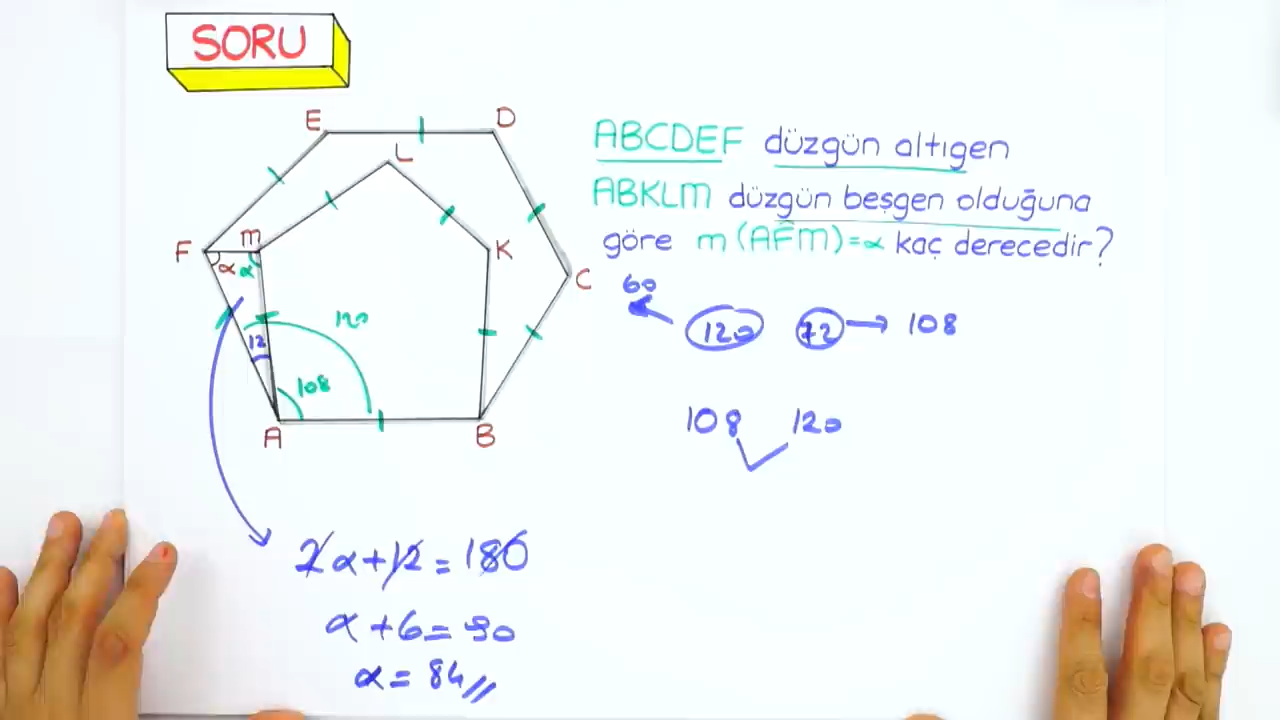 SORU
E
D
L
F
m
K
C
α
α
12
120
108
A
B
ABCDEF düzgün altıgen
ABKLM düzgün beşgen olduğuna
göre m(AF̂M)=α kaç derecedir?
60
120 72 → 108
108 120
2α+12=180
α+6=90
α=84//